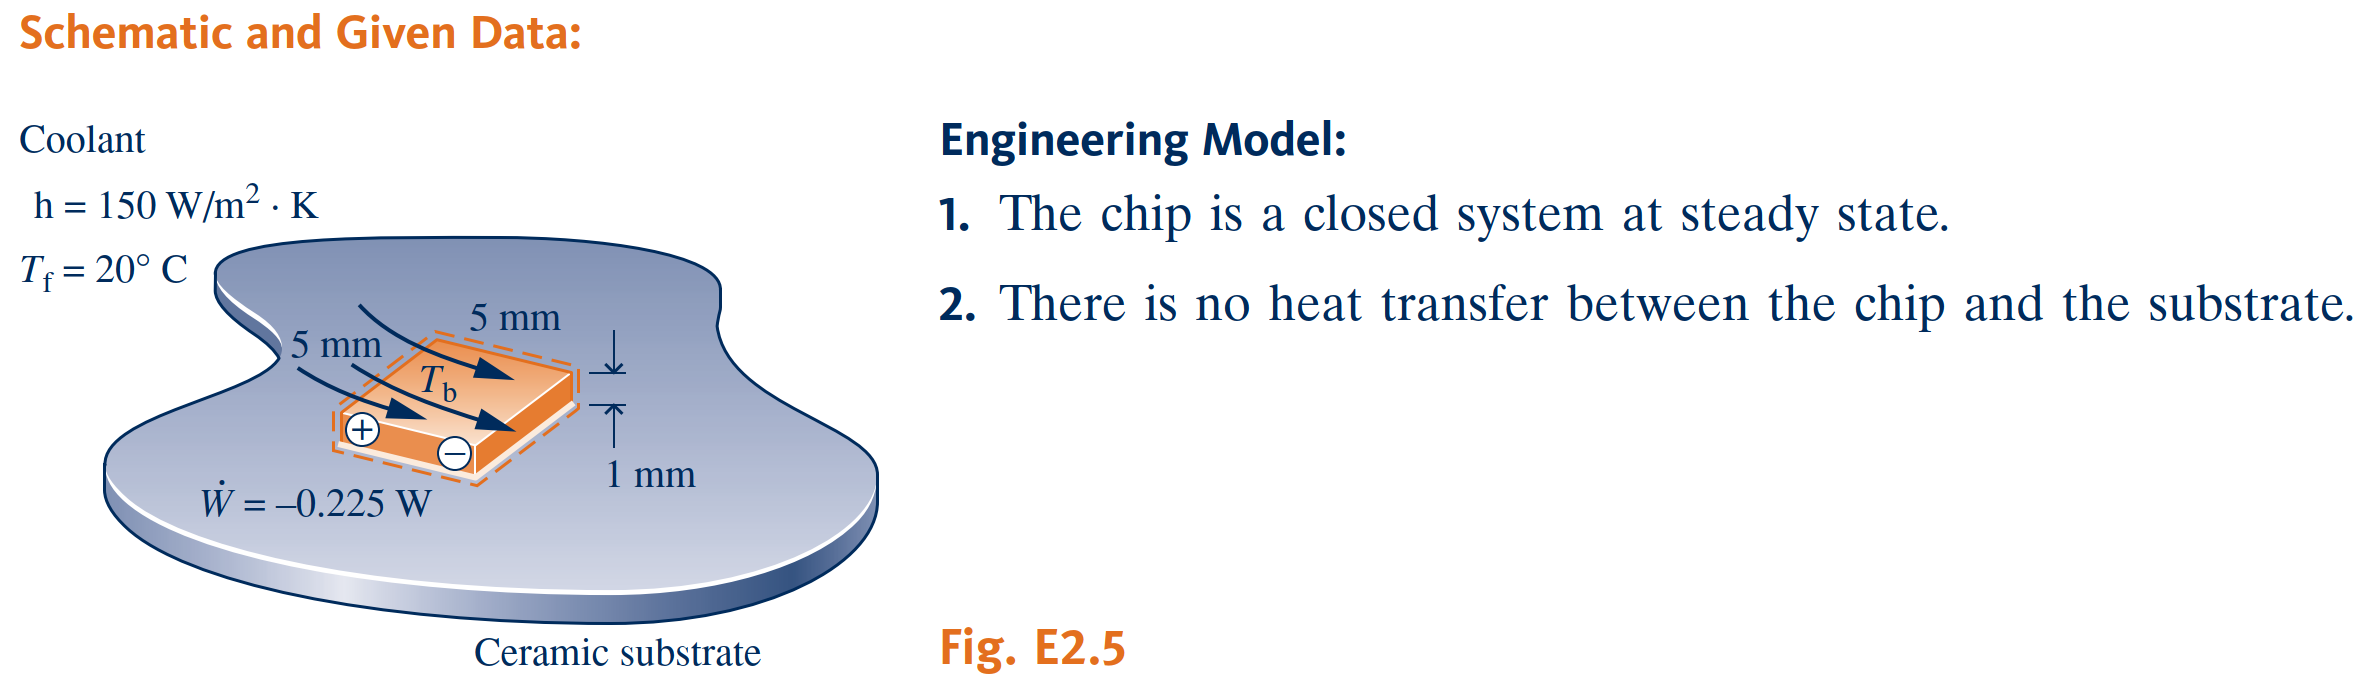 Schematic and Given Data:
Coolant
h = 150 W/m² · K
T_f = 20° C
5 mm
5 mm
T_b
+
−
1 mm
Ẇ = –0.225 W
Ceramic substrate
Engineering Model:
1. The chip is a closed system at steady state.
2. There is no heat transfer between the chip and the substrate.
Fig. E2.5